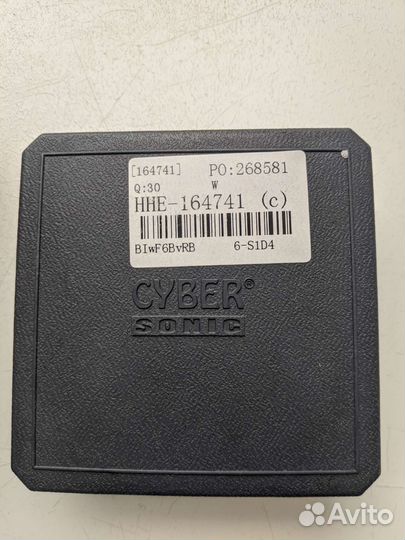 [164741] PO:268581
Q:30 W
HHE-164741 (c)
BIwF6BvRB 6-S1D4
CYBER®
SONIC
Avito